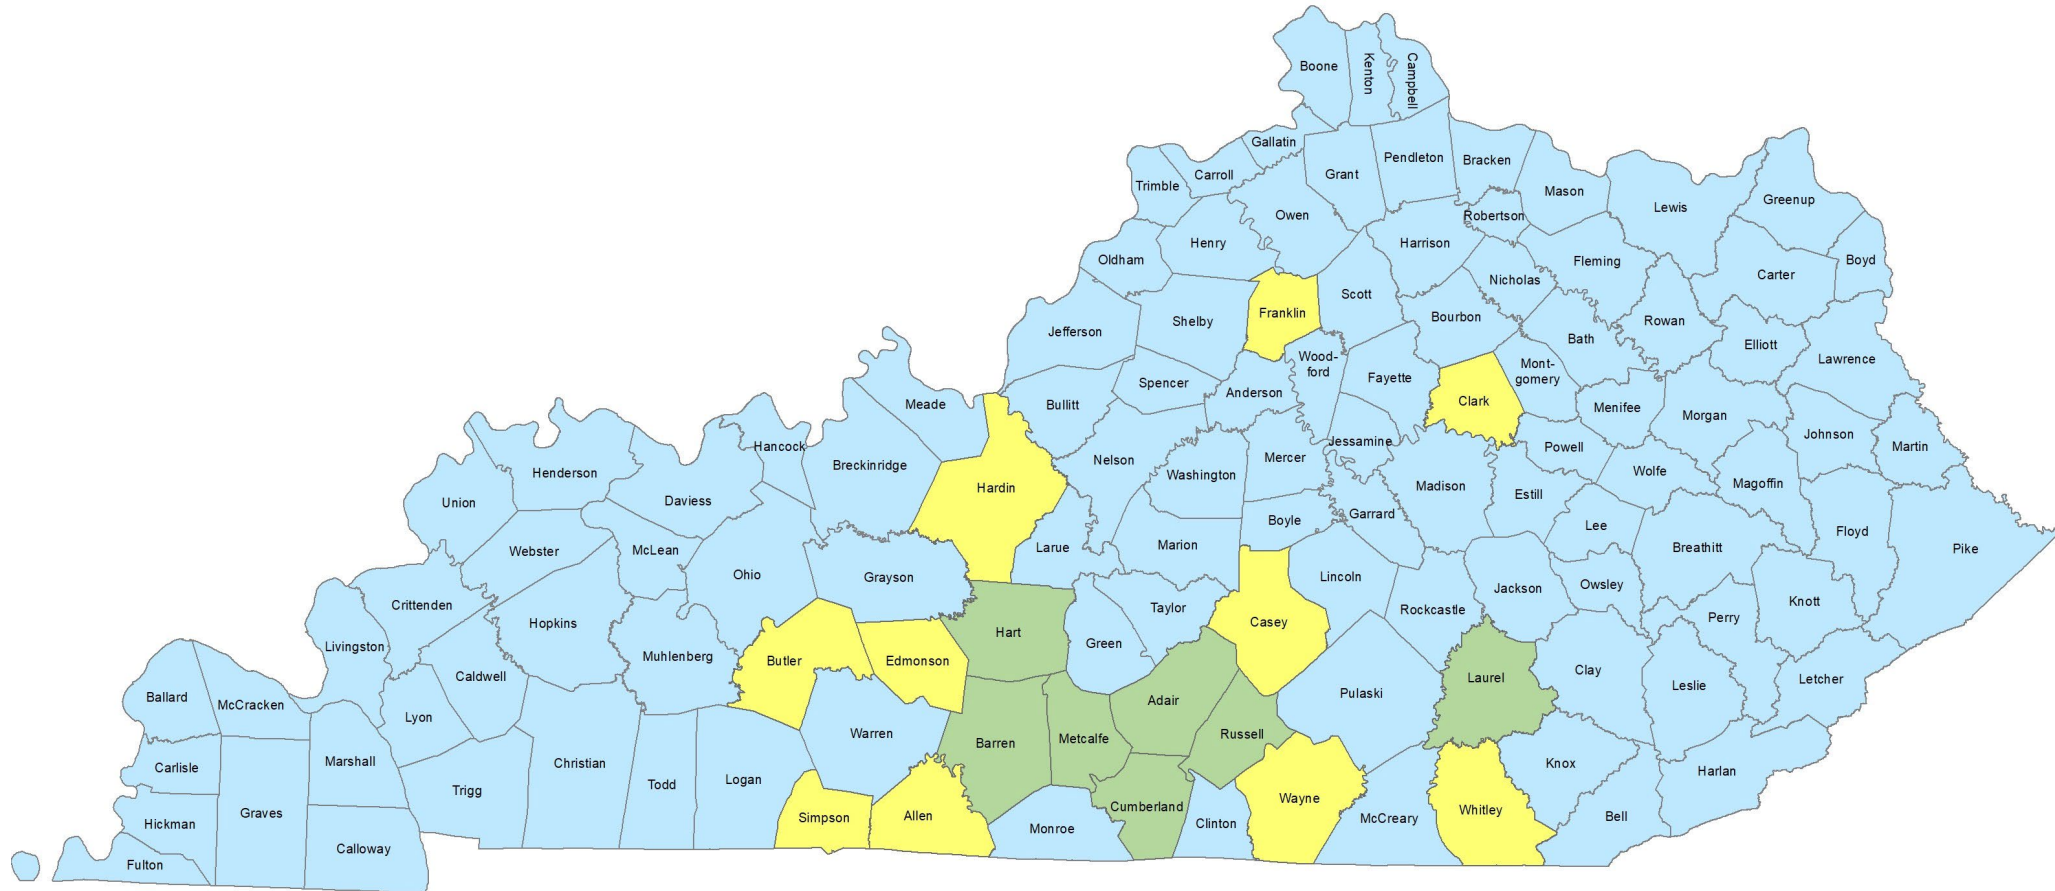 Boone
Kenton
Campbell
Gallatin
Pendleton
Bracken
Carroll
Grant
Trimble
Mason
Greenup
Lewis
Owen
Robertson
Henry
Harrison
Oldham
Fleming
Boyd
Carter
Nicholas
Scott
Franklin
Bourbon
Shelby
Rowan
Jefferson
Bath
Elliott
Wood-
ford
Lawrence
Mont-
gomery
Fayette
Spencer
Anderson
Clark
Meade
Bullitt
Menifee
Morgan
Johnson
Jessamine
Hancock
Powell
Martin
Mercer
Nelson
Breckinridge
Henderson
Wolfe
Washington
Magoffin
Madison
Hardin
Estill
Daviess
Union
Garrard
Boyle
Lee
Floyd
Marion
Larue
Breathitt
Pike
McLean
Webster
Ohio
Grayson
Lincoln
Owsley
Jackson
Knott
Crittenden
Taylor
Rockcastle
Perry
Hopkins
Casey
Hart
Green
Livingston
Muhlenberg
Butler
Edmonson
Clay
Caldwell
Laurel
Letcher
Leslie
Pulaski
Ballard
Adair
McCracken
Lyon
Warren
Russell
Metcalfe
Barren
Marshall
Christian
Knox
Carlisle
Harlan
Logan
Todd
Trigg
Wayne
Cumberland
Whitley
Graves
Allen
Bell
Simpson
McCreary
Clinton
Hickman
Monroe
Calloway
Fulton